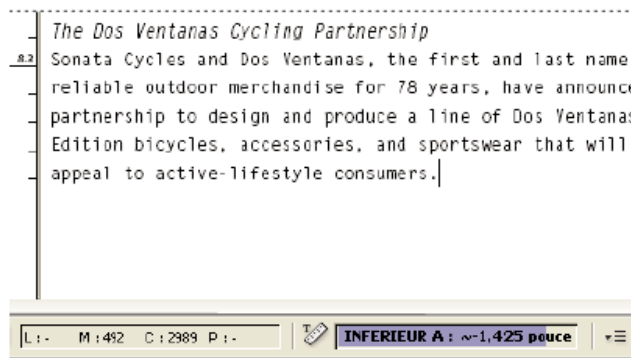 The Dos Ventanas Cycling Partnership
8.2 Sonata Cycles and Dos Ventanas, the first and last name
reliable outdoor merchandise for 78 years, have announce
partnership to design and produce a line of Dos Ventanas
Edition bicycles, accessories, and sportswear that will
appeal to active-lifestyle consumers.
L:- M:492 C:2989 P:- INFERIEUR A: ~-1,425 pouce